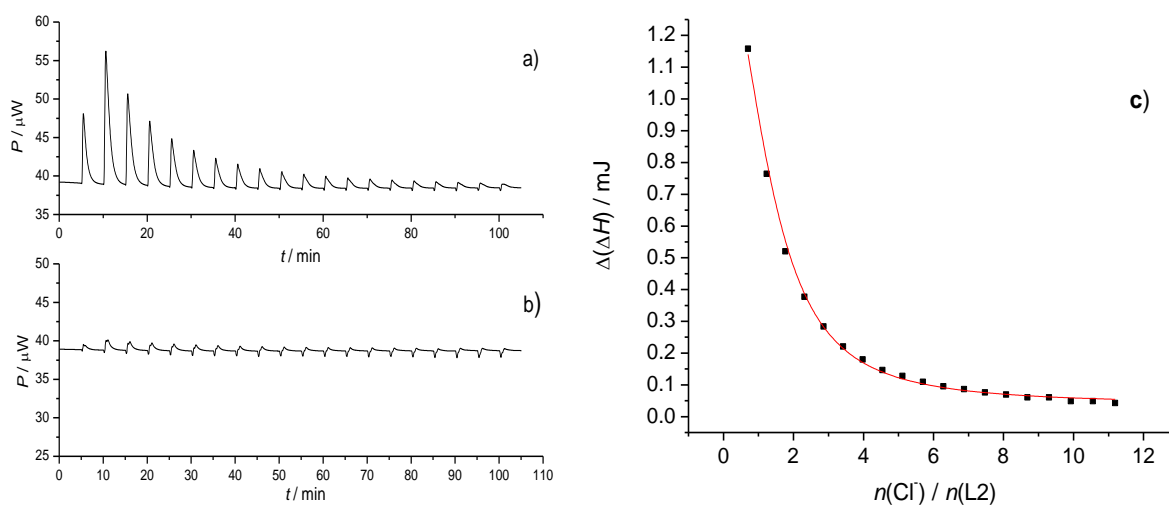 60
55
50
45
40
35
P / μW
a)
0 20 40 60 80 100
t / min
50
45
40
35
30
25
P / μW
b)
0 10 20 30 40 50 60 70 80 90 100 110
t / min
1.2
1.1
1.0
0.9
0.8
0.7
0.6
0.5
0.4
0.3
0.2
0.1
0.0
Δ(ΔH) / mJ
c)
0 2 4 6 8 10 12
n(Cl⁻) / n(L2)